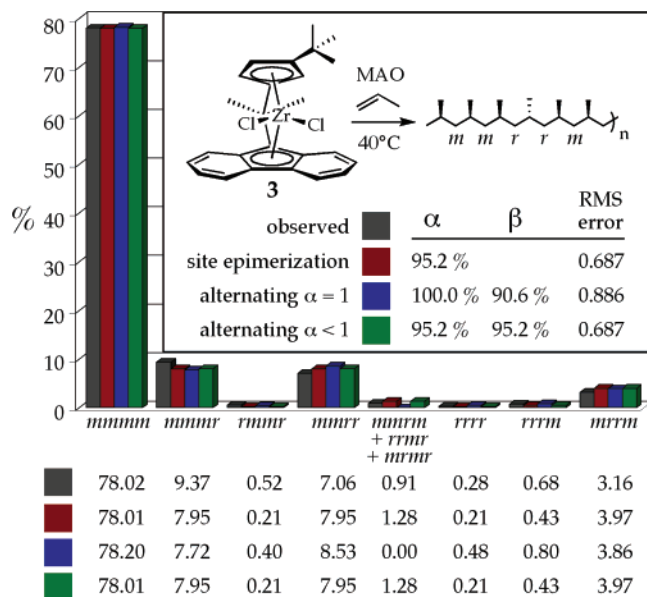 80
70
60
50
40
30
20
10
0
%
MAO
Cl
Zr
Cl
40°C
3
m m r r m
n
α β RMS error
observed
site epimerization 95.2 % 0.687
alternating α = 1 100.0 % 90.6 % 0.886
alternating α < 1 95.2 % 95.2 % 0.687
mmmm mmmr rmmr mmrr mmrm + rrmr + mrmr rrrr rrrm mrrm
78.02 9.37 0.52 7.06 0.91 0.28 0.68 3.16
78.01 7.95 0.21 7.95 1.28 0.21 0.43 3.97
78.20 7.72 0.40 8.53 0.00 0.48 0.80 3.86
78.01 7.95 0.21 7.95 1.28 0.21 0.43 3.97